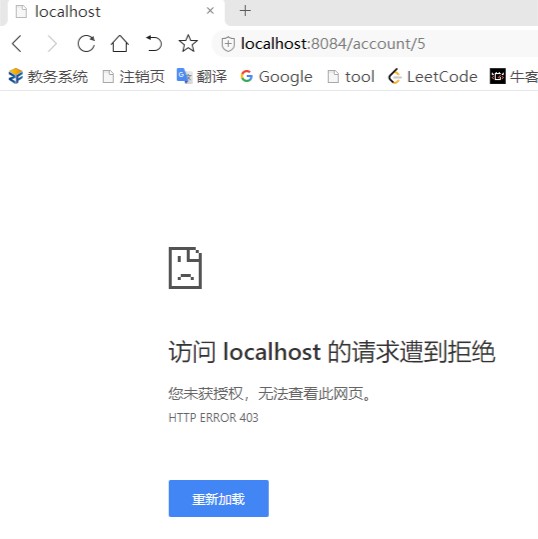 localhost
localhost:8084/account/5
教务系统 注销页 翻译 Google tool LeetCode 牛客
访问 localhost 的请求遭到拒绝
您未获授权，无法查看此网页。
HTTP ERROR 403
重新加载